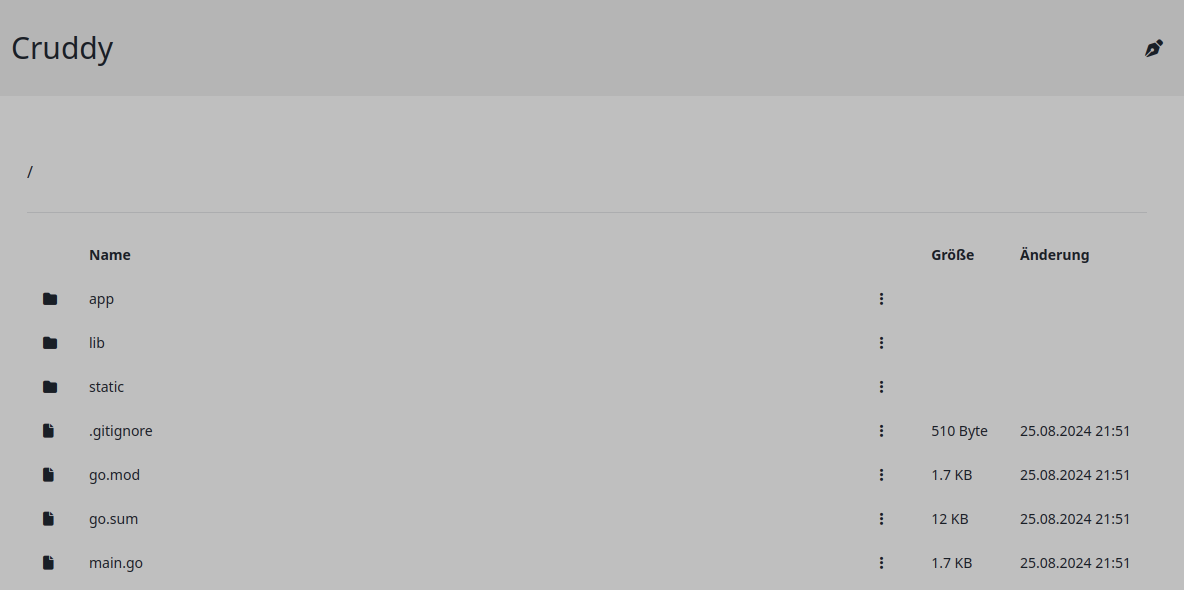 Cruddy
/
Name Größe Änderung
app
lib
static
.gitignore 510 Byte 25.08.2024 21:51
go.mod 1.7 KB 25.08.2024 21:51
go.sum 12 KB 25.08.2024 21:51
main.go 1.7 KB 25.08.2024 21:51